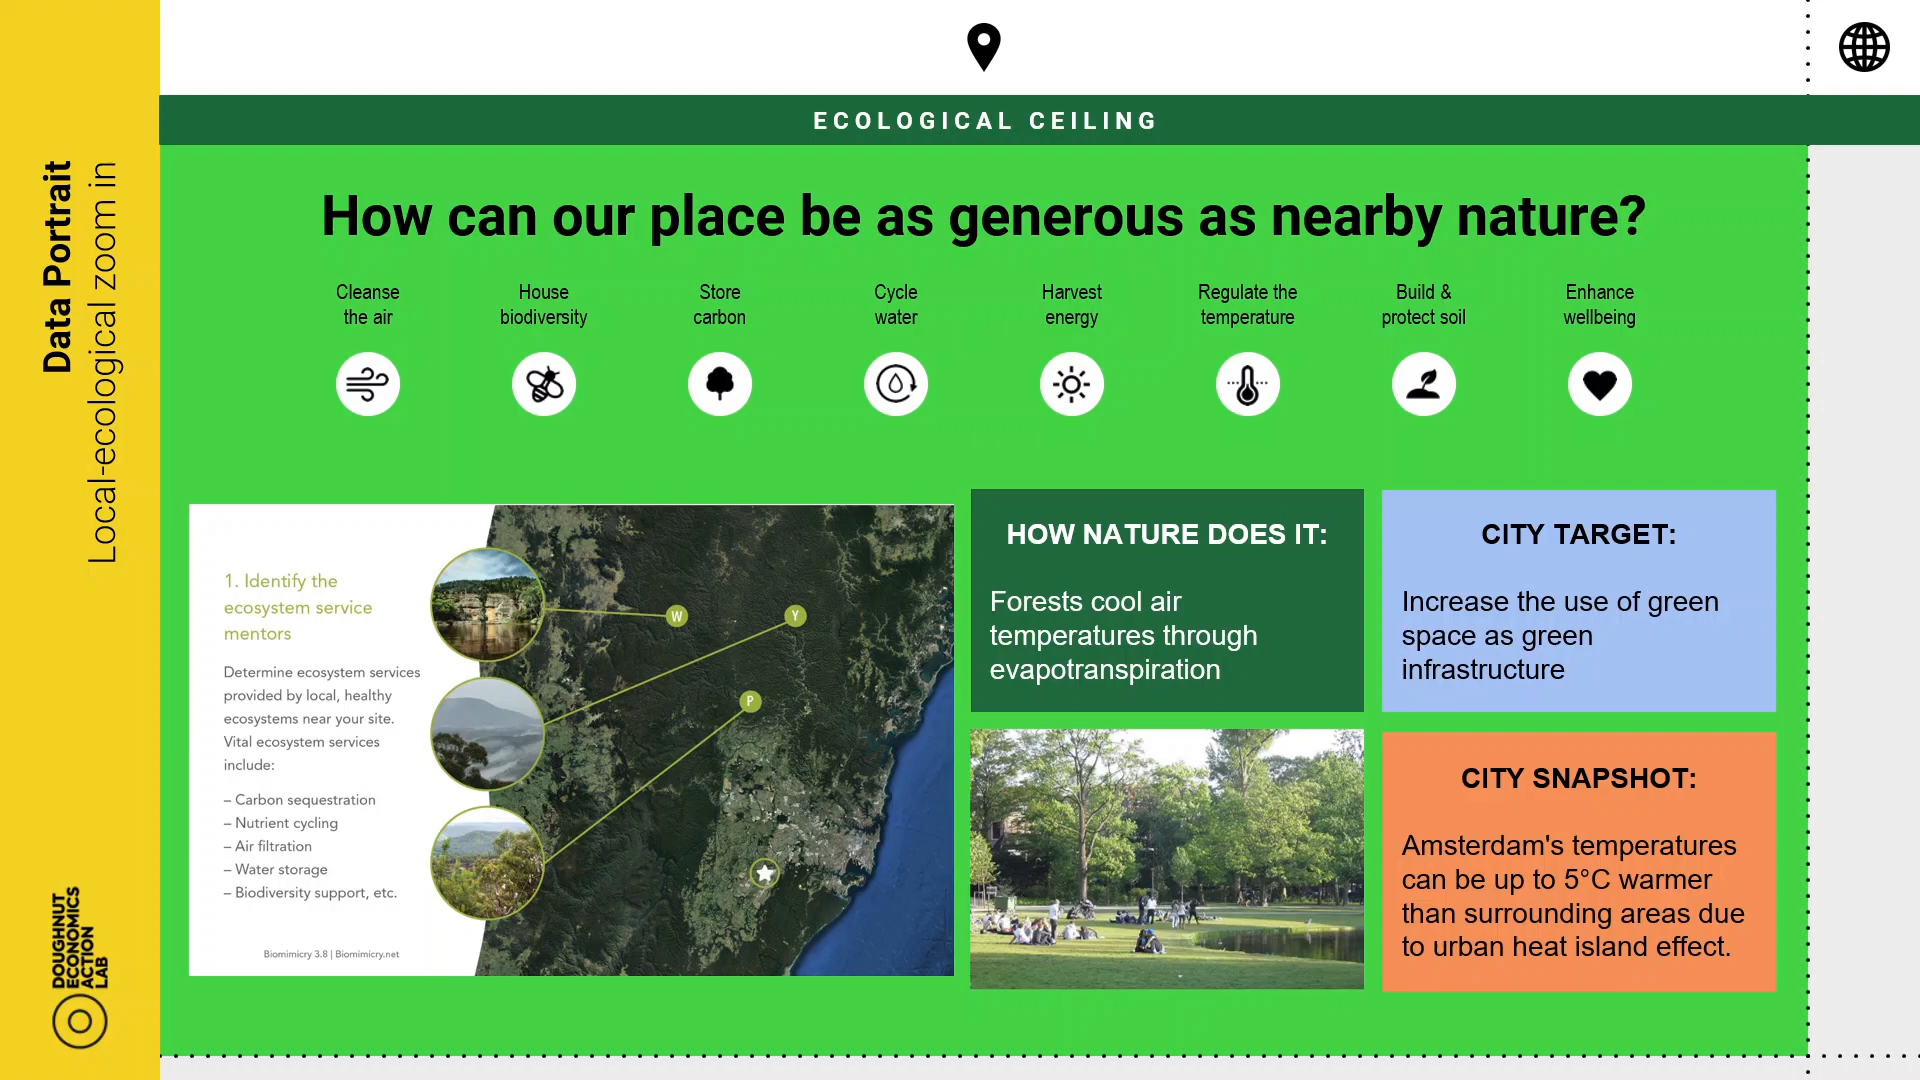 ECOLOGICAL CEILING
Data Portrait
Local-ecological zoom in
How can our place be as generous as nearby nature?
Cleanse
the air
House
biodiversity
Store
carbon
Cycle
water
Harvest
energy
Regulate the
temperature
Build &
protect soil
Enhance
wellbeing
1. Identify the
ecosystem service
mentors
Determine ecosystem services
provided by local, healthy
ecosystems near your site.
Vital ecosystem services
include:
– Carbon sequestration
– Nutrient cycling
– Air filtration
– Water storage
– Biodiversity support, etc.
Biomimicry 3.8 | Biomimicry.net
W
Y
P
HOW NATURE DOES IT:
Forests cool air
temperatures through
evapotranspiration
CITY TARGET:
Increase the use of green
space as green
infrastructure
CITY SNAPSHOT:
Amsterdam's temperatures
can be up to 5°C warmer
than surrounding areas due
to urban heat island effect.
DOUGHNUT
ECONOMICS
ACTION
LAB